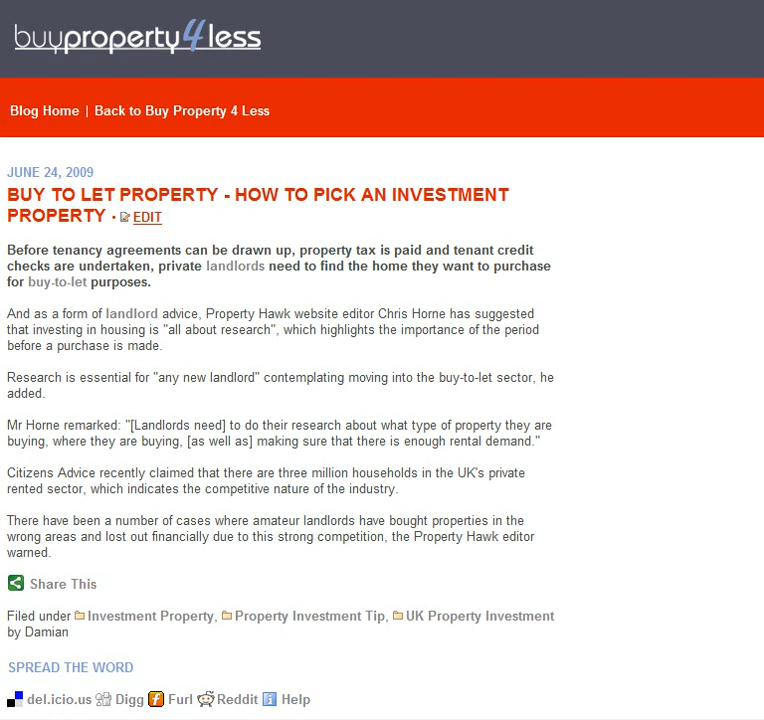 buyproperty4less
Blog Home | Back to Buy Property 4 Less
JUNE 24, 2009
BUY TO LET PROPERTY - HOW TO PICK AN INVESTMENT
PROPERTY • EDIT
Before tenancy agreements can be drawn up, property tax is paid and tenant credit
checks are undertaken, private landlords need to find the home they want to purchase
for buy-to-let purposes.
And as a form of landlord advice, Property Hawk website editor Chris Horne has suggested
that investing in housing is "all about research", which highlights the importance of the period
before a purchase is made.
Research is essential for "any new landlord" contemplating moving into the buy-to-let sector, he
added.
Mr Horne remarked: "[Landlords need] to do their research about what type of property they are
buying, where they are buying, [as well as] making sure that there is enough rental demand."
Citizens Advice recently claimed that there are three million households in the UK's private
rented sector, which indicates the competitive nature of the industry.
There have been a number of cases where amateur landlords have bought properties in the
wrong areas and lost out financially due to this strong competition, the Property Hawk editor
warned.
Share This
Filed under Investment Property, Property Investment Tip, UK Property Investment
by Damian
SPREAD THE WORD
del.icio.us Digg Furl Reddit Help